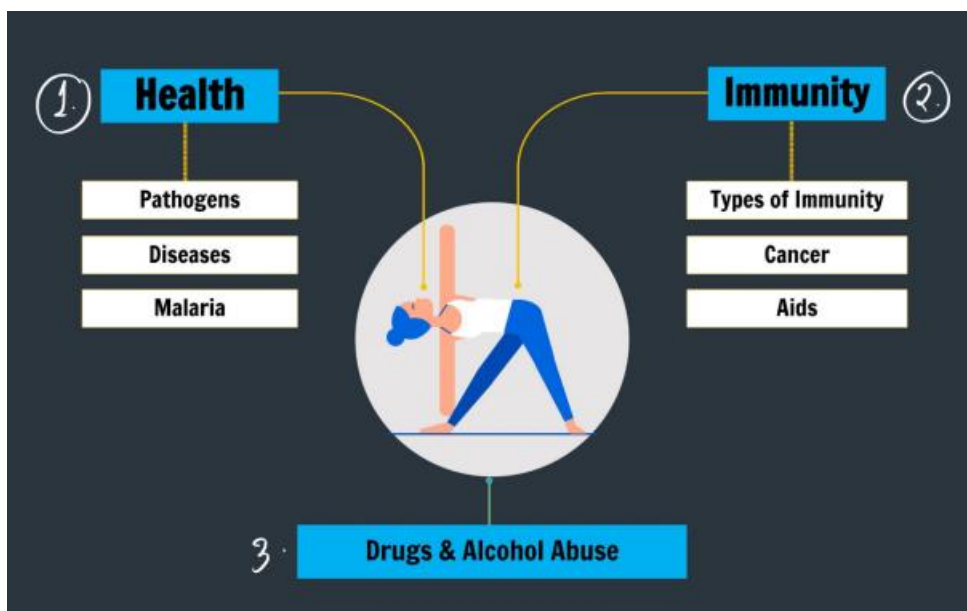 1.
Health
Pathogens
Diseases
Malaria
Immunity
2.
Types of Immunity
Cancer
Aids
3.
Drugs & Alcohol Abuse